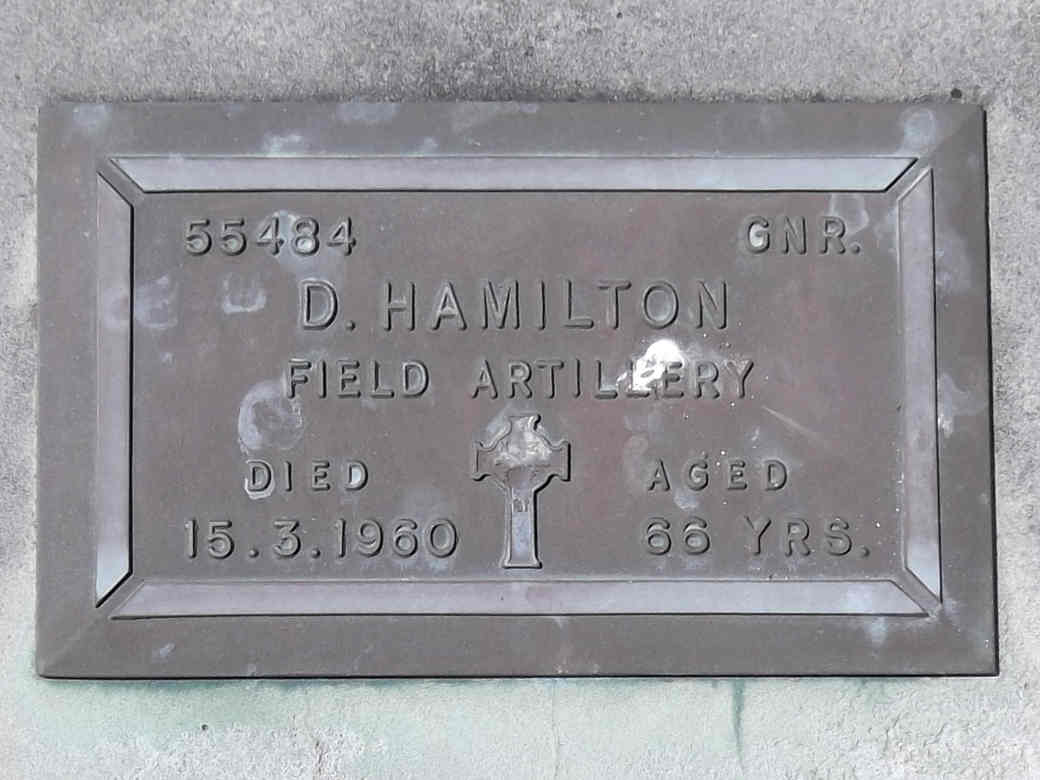 55484 GNR.
D. HAMILTON
FIELD ARTILLERY
DIED AGED
15.3.1960 66 YRS.